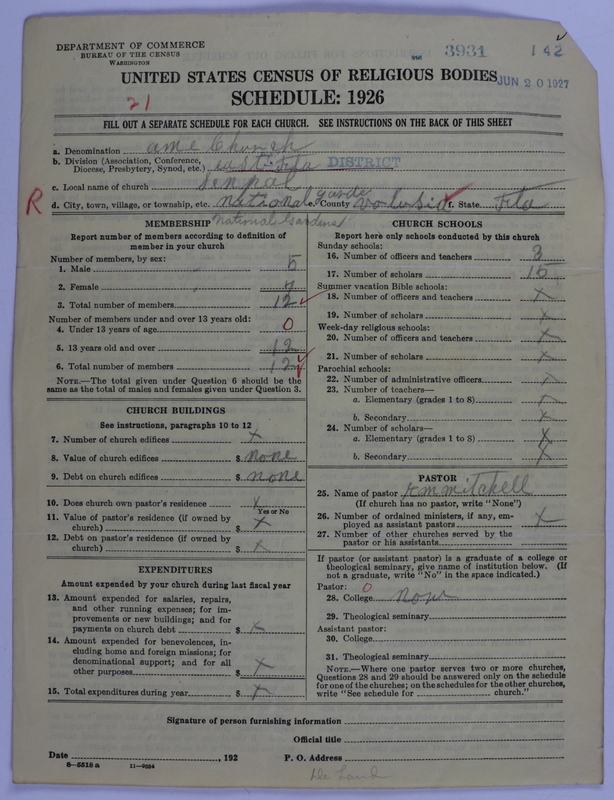 DEPARTMENT OF COMMERCE
BUREAU OF THE CENSUS
WASHINGTON
3931 142
UNITED STATES CENSUS OF RELIGIOUS BODIES
JUN 20 1927
21
SCHEDULE: 1926
FILL OUT A SEPARATE SCHEDULE FOR EACH CHURCH. SEE INSTRUCTIONS ON THE BACK OF THIS SHEET
a. Denomination ame Church
b. Division (Association, Conference, Diocese, Presbytery, Synod, etc.) east Fla DISTRICT
c. Local name of church
R d. City, town, village, or township, etc. national garde e. County volusia f. State Fla
National Gardens
MEMBERSHIP
Report number of members according to definition of member in your church
Number of members, by sex:
1. Male 5
2. Female 7
3. Total number of members 12
Number of members under and over 13 years old:
4. Under 13 years of age 0
5. 13 years old and over 12
6. Total number of members 12
NOTE.—The total given under Question 6 should be the same as the total of males and females given under Question 3.
CHURCH BUILDINGS
See instructions, paragraphs 10 to 12
7. Number of church edifices x
8. Value of church edifices $ none
9. Debt on church edifices $ none
10. Does church own pastor's residence x
Yes or No
11. Value of pastor's residence (if owned by church) $ x
12. Debt on pastor's residence (if owned by church) $ x
EXPENDITURES
Amount expended by your church during last fiscal year
13. Amount expended for salaries, repairs, and other running expenses; for improvements or new buildings; and for payments on church debt $ x
14. Amount expended for benevolences, including home and foreign missions; for denominational support; and for all other purposes $ x
15. Total expenditures during year $ x
CHURCH SCHOOLS
Report here only schools conducted by this church
Sunday schools:
16. Number of officers and teachers 3
17. Number of scholars 15
Summer vacation Bible schools:
18. Number of officers and teachers x
19. Number of scholars x
Week-day religious schools:
20. Number of officers and teachers x
21. Number of scholars x
Parochial schools:
22. Number of administrative officers x
23. Number of teachers—
a. Elementary (grades 1 to 8) x
b. Secondary x
24. Number of scholars—
a. Elementary (grades 1 to 8) x
b. Secondary x
PASTOR
25. Name of pastor mitchell
(If church has no pastor, write "None")
26. Number of ordained ministers, if any, employed as assistant pastors x
27. Number of other churches served by the pastor or his assistants
If pastor (or assistant pastor) is a graduate of a college or theological seminary, give name of institution below. (If not a graduate, write "No" in the space indicated.)
Pastor: 0
28. College none
29. Theological seminary
Assistant pastor:
30. College
31. Theological seminary
NOTE.—Where one pastor serves two or more churches, Questions 28 and 29 should be answered only on the schedule for one of the churches; on the schedules for the other churches, write "See schedule for church."
Signature of person furnishing information
Official title
Date , 192 P. O. Address
8-5518 a 11-9084
De Land